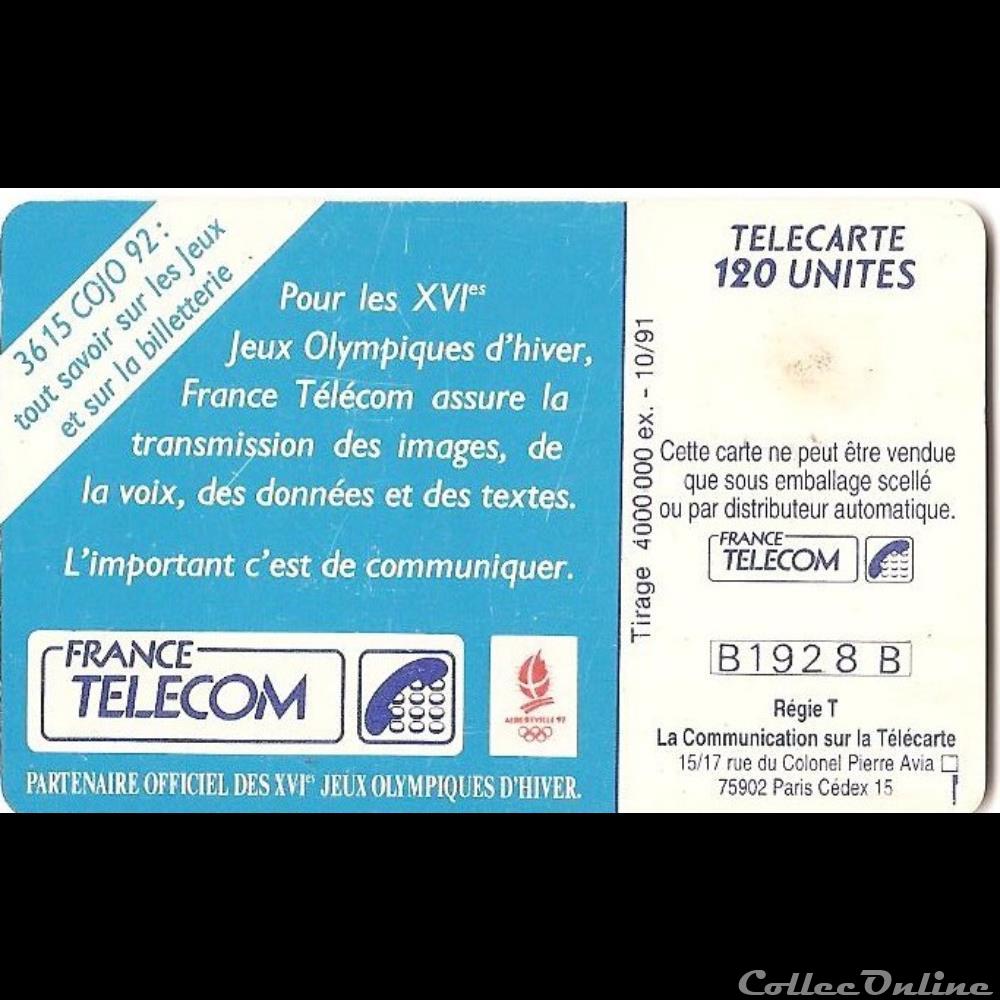 36 15 COJO 92 :
tout savoir sur les Jeux
et sur la billetterie
Pour les XVIes
Jeux Olympiques d'hiver,
France Télécom assure la
transmission des images, de
la voix, des données et des textes.
L'important c'est de communiquer.
FRANCE
TELECOM
ALBERTVILLE 92
PARTENAIRE OFFICIEL DES XVIes JEUX OLYMPIQUES D'HIVER.
Tirage 4000 000 ex. - 10/91
TELECARTE
120 UNITES
Cette carte ne peut être vendue
que sous emballage scellé
ou par distributeur automatique.
FRANCE
TELECOM
B1928 B
Régie T
La Communication sur la Télécarte
15/17 rue du Colonel Pierre Avia
75902 Paris Cédex 15
CollecOnline